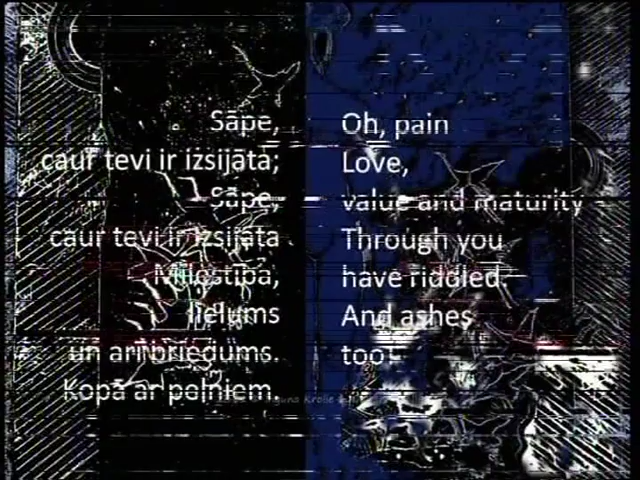 Sāpe,
caur tevi ir izsijāta;
Sāpe,
caur tevi ir izsijāta
Mīlestība,
lielums
un arī briedums.
Kopā ar pelniem.
Oh, pain
Love,
value and maturity
Through you
have riddled.
And ashes
too!